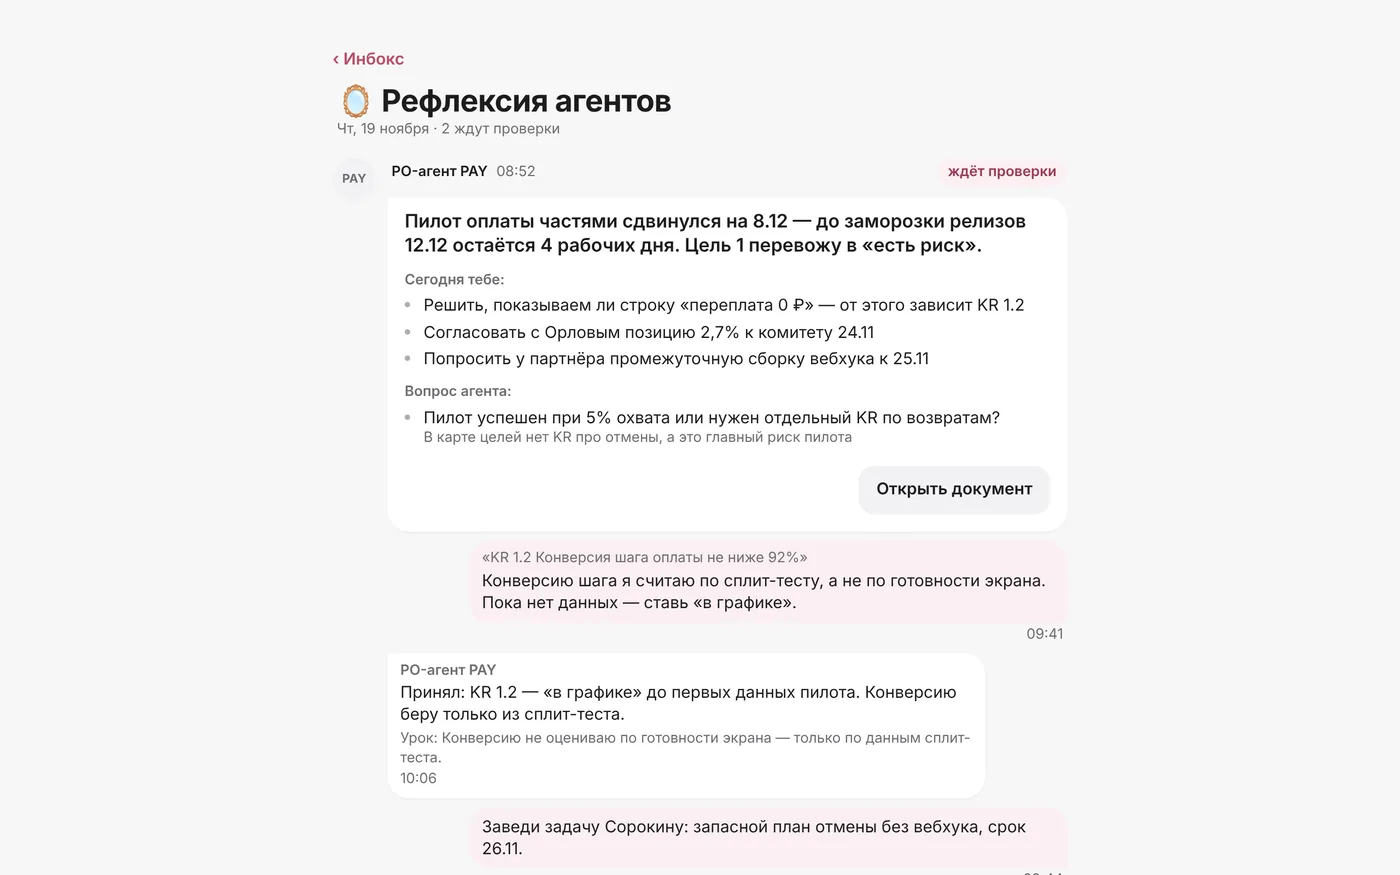 ‹ Инбокс
Рефлексия агентов
Чт, 19 ноября · 2 ждут проверки
PAY
PO-агент PAY 08:52
ждёт проверки
Пилот оплаты частями сдвинулся на 8.12 — до заморозки релизов
12.12 остаётся 4 рабочих дня. Цель 1 перевожу в «есть риск».
Сегодня тебе:
• Решить, показываем ли строку «переплата 0 ₽» — от этого зависит KR 1.2
• Согласовать с Орловым позицию 2,7% к комитету 24.11
• Попросить у партнёра промежуточную сборку вебхука к 25.11
Вопрос агента:
• Пилот успешен при 5% охвата или нужен отдельный KR по возвратам?
В карте целей нет KR про отмены, а это главный риск пилота
Открыть документ
«KR 1.2 Конверсия шага оплаты не ниже 92%»
Конверсию шага я считаю по сплит-тесту, а не по готовности экрана.
Пока нет данных — ставь «в графике».
09:41
PO-агент PAY
Принял: KR 1.2 — «в графике» до первых данных пилота. Конверсию
беру только из сплит-теста.
Урок: Конверсию не оцениваю по готовности экрана — только по данным сплит-
теста.
10:06
Заведи задачу Сорокину: запасной план отмены без вебхука, срок
26.11.